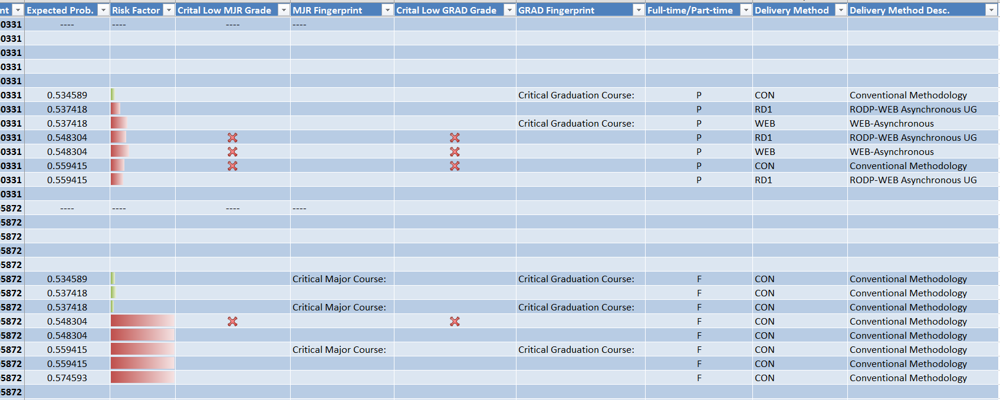 nt Expected Prob. Risk Factor Crital Low MJR Grade MJR Fingerprint Crital Low GRAD Grade GRAD Fingerprint Full-time/Part-time Delivery Method Delivery Method Desc.
0331 ---- ---- ---- ----
0331
0331
0331
0331
0331 0.534589 Critical Graduation Course: P CON Conventional Methodology
0331 0.537418 P RD1 RODP-WEB Asynchronous UG
0331 0.537418 Critical Graduation Course: P WEB WEB-Asynchronous
0331 0.548304 P RD1 RODP-WEB Asynchronous UG
0331 0.548304 P WEB WEB-Asynchronous
0331 0.559415 P CON Conventional Methodology
0331 0.559415 P RD1 RODP-WEB Asynchronous UG
0331
5872 ---- ---- ---- ----
5872
5872
5872
5872
5872 0.534589 Critical Major Course: Critical Graduation Course: F CON Conventional Methodology
5872 0.537418 F CON Conventional Methodology
5872 0.537418 Critical Major Course: Critical Graduation Course: F CON Conventional Methodology
5872 0.548304 F CON Conventional Methodology
5872 0.548304 F CON Conventional Methodology
5872 0.559415 Critical Major Course: Critical Graduation Course: F CON Conventional Methodology
5872 0.559415 F CON Conventional Methodology
5872 0.574593 F CON Conventional Methodology
5872